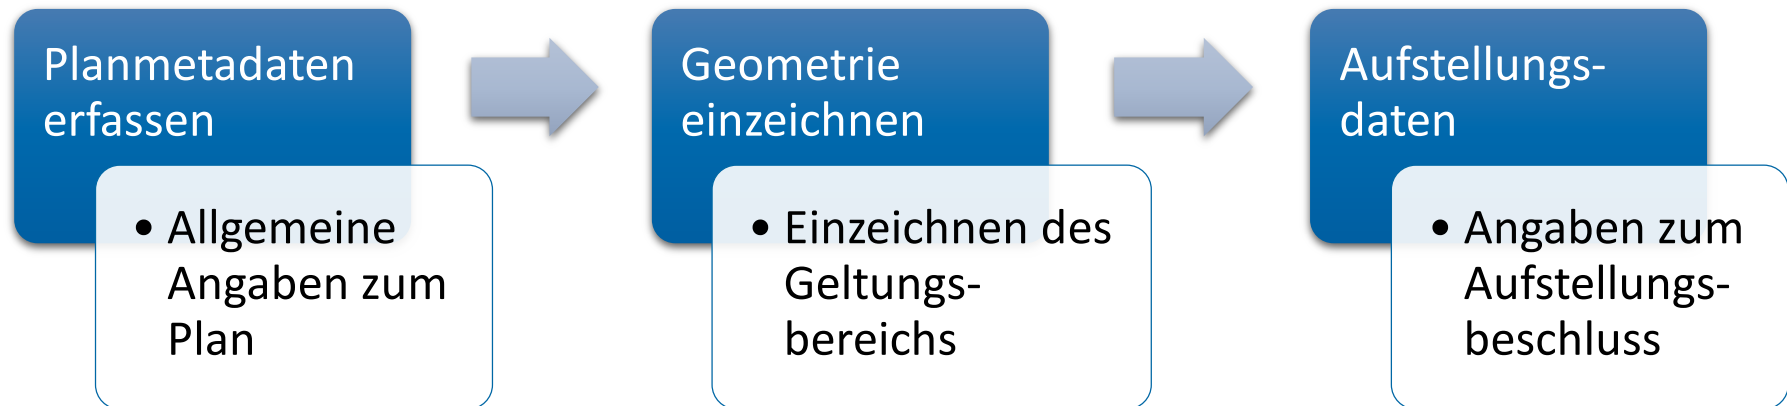 Planmetadaten
erfassen
• Allgemeine
Angaben zum
Plan
Geometrie
einzeichnen
• Einzeichnen des
Geltungs-
bereichs
Aufstellungs-
daten
• Angaben zum
Aufstellungs-
beschluss